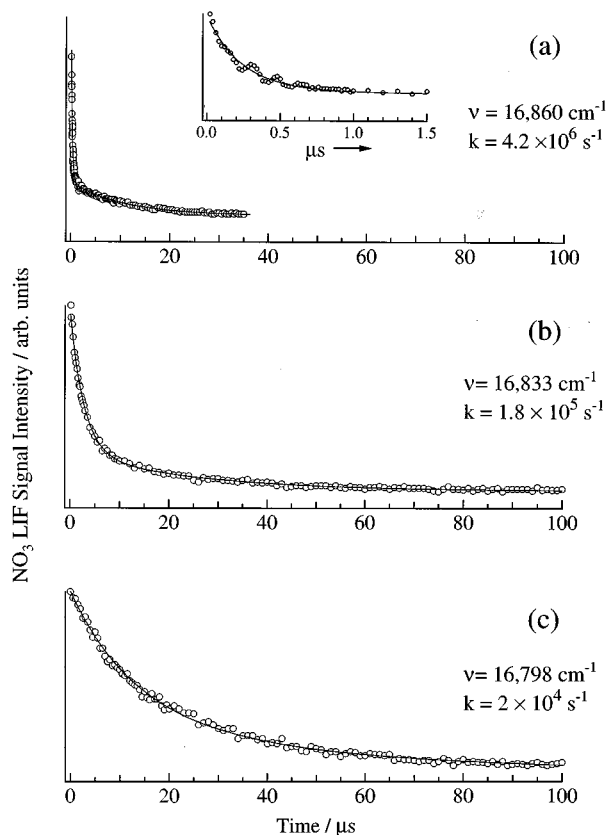 (a)
ν = 16,860 cm⁻¹
k = 4.2 ×10⁶ s⁻¹
0.0 0.5 1.0 1.5
μs
0 20 40 60 80 100
(b)
ν= 16,833 cm⁻¹
k = 1.8 × 10⁵ s⁻¹
0 20 40 60 80 100
(c)
ν= 16,798 cm⁻¹
k = 2 × 10⁴ s⁻¹
0 20 40 60 80 100
Time / μs
NO₃ LIF Signal Intensity / arb. units